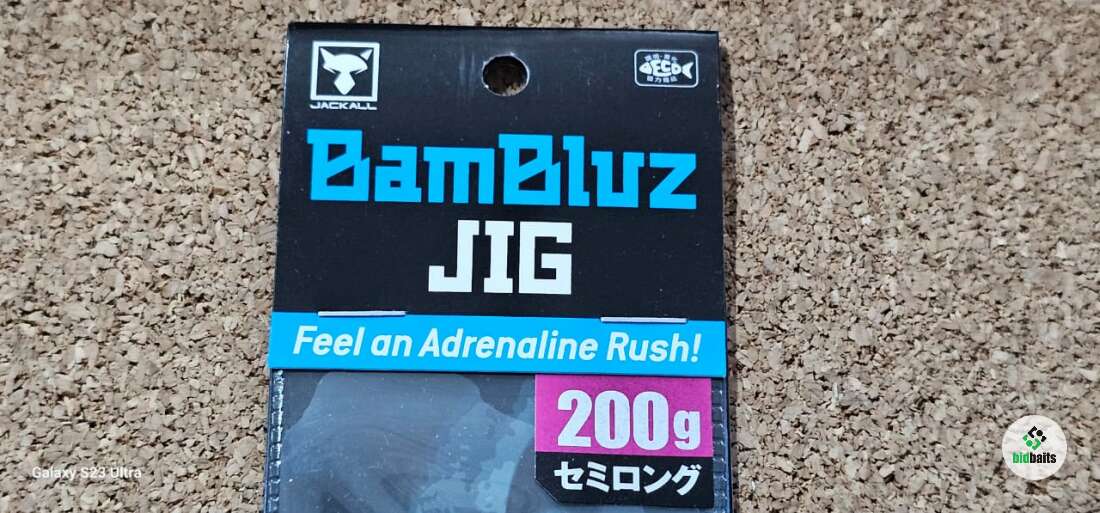 JACKALL
BamBluz
JIG
Feel an Adrenaline Rush!
200g
セミロング
Galaxy S23 Ultra
bidbaits